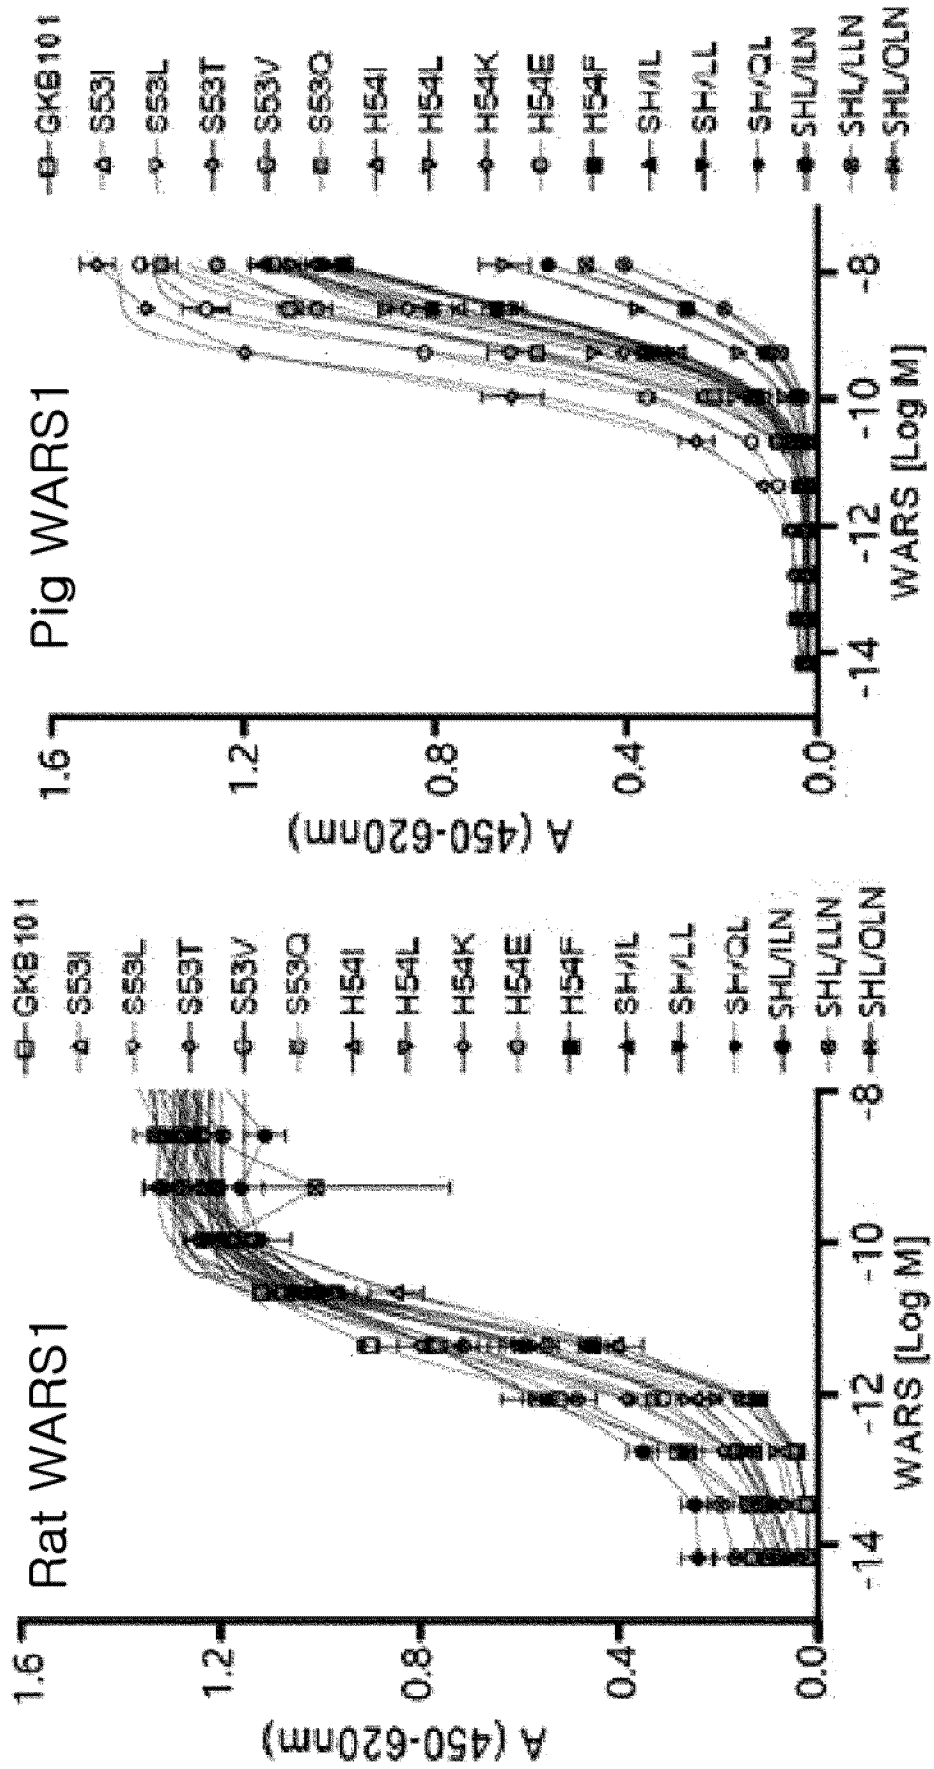 Rat WARS1
A (450-620nm)
1.6
1.2
0.8
0.4
0.0
-14
-12
-10
-8
WARS [Log M]
GKB101
S53I
S53L
S53T
S53V
S53Q
H54I
H54L
H54K
H54E
H54F
SH/IL
SH/LL
SH/QL
SHL/ILN
SHL/LLN
SHL/QLN
Pig WARS1
A (450-620nm)
1.6
1.2
0.8
0.4
0.0
-14
-12
-10
-8
WARS [Log M]
GKB101
S53I
S53L
S53T
S53V
S53Q
H54I
H54L
H54K
H54E
H54F
SH/IL
SH/LL
SH/QL
SHL/ILN
SHL/LLN
SHL/QLN